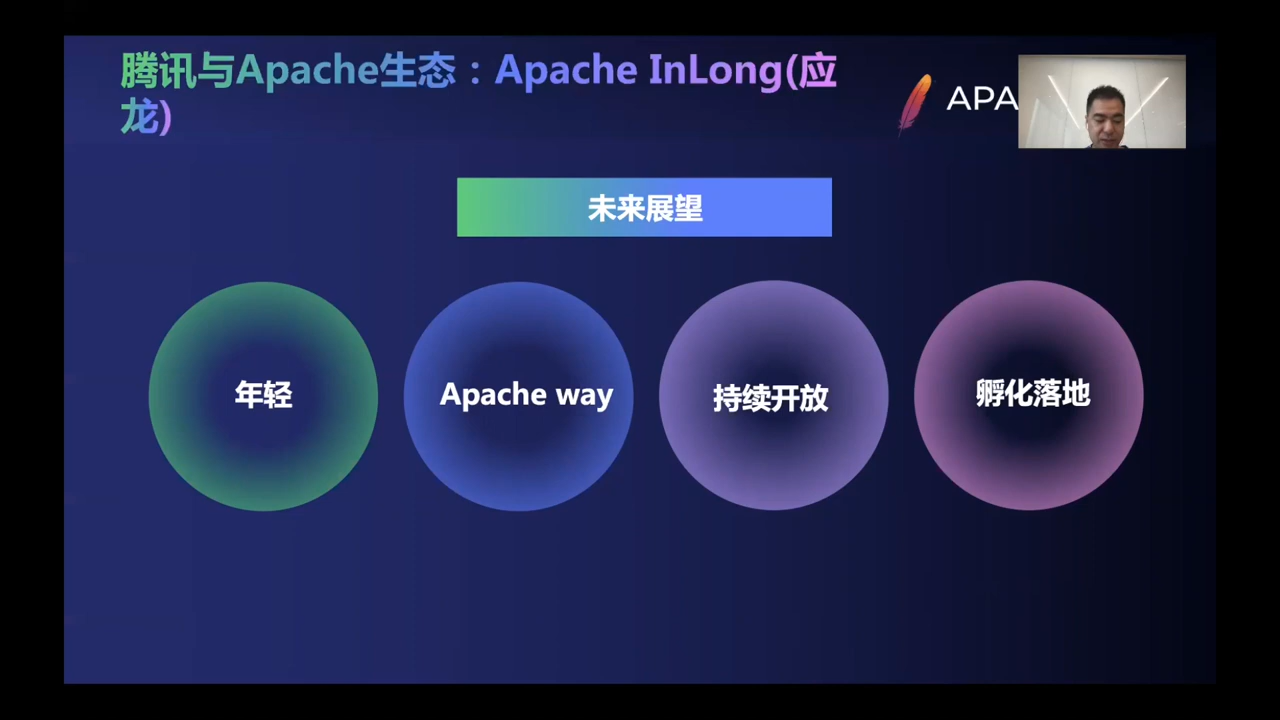 腾讯与Apache生态：Apache InLong(应
龙)
APA
未来展望
年轻
Apache way
持续开放
孵化落地